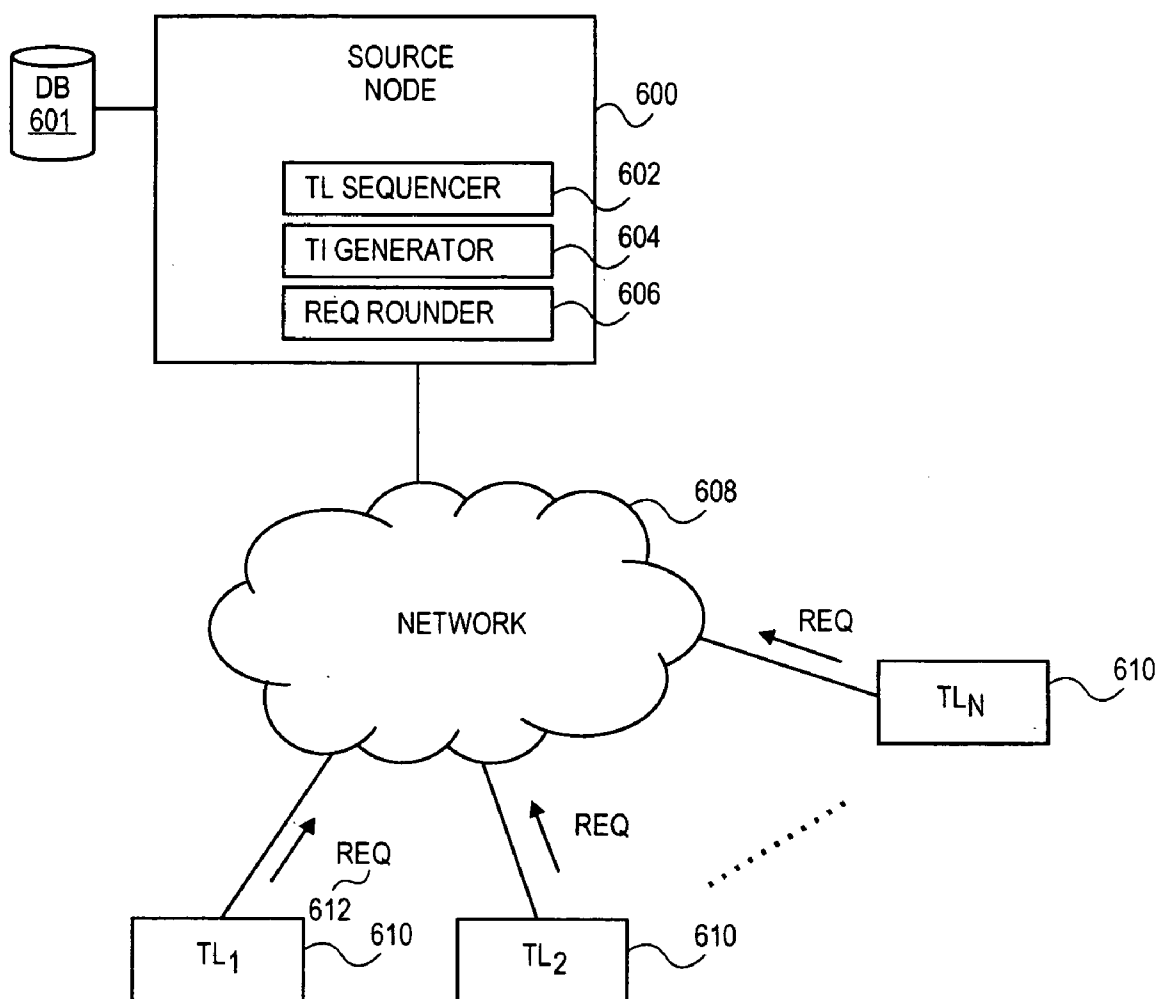 SOURCE
NODE
DB
601
600
TL SEQUENCER
602
TI GENERATOR
604
REQ ROUNDER
606
608
NETWORK
REQ
TLN
610
REQ
REQ
612
TL1
610
TL2
610